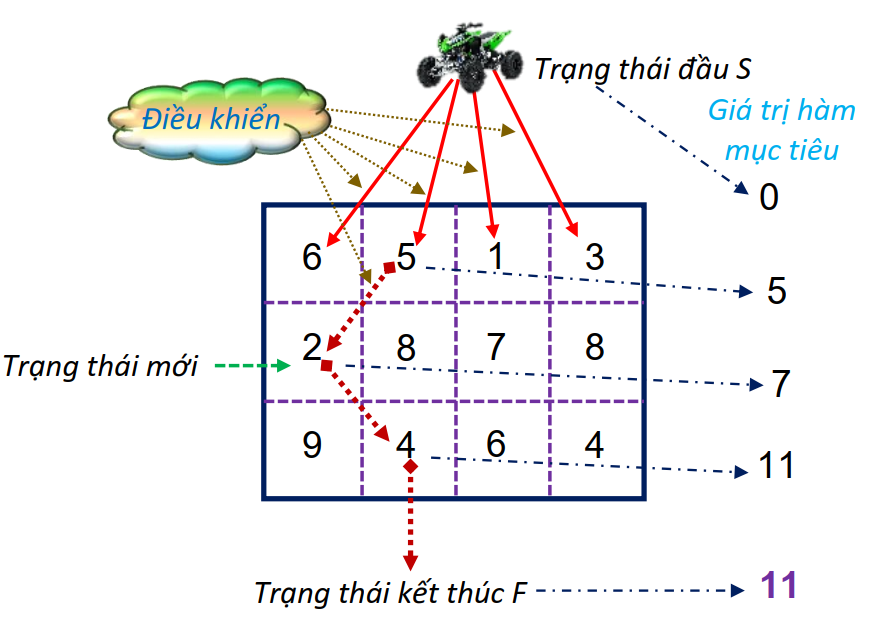 Trạng thái đầu S
Điều khiển
Giá trị hàm
mục tiêu
0
6 5 1 3
5
2 8 7 8
Trạng thái mới
7
9 4 6 4
11
Trạng thái kết thúc F
11